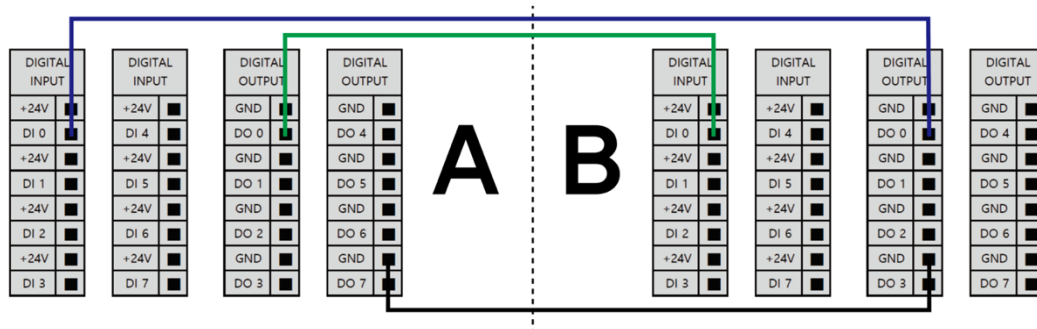 DIGITAL
INPUT
+24V
DI 0
+24V
DI 1
+24V
DI 2
+24V
DI 3
DIGITAL
INPUT
+24V
DI 4
+24V
DI 5
+24V
DI 6
+24V
DI 7
DIGITAL
OUTPUT
GND
DO 0
GND
DO 1
GND
DO 2
GND
DO 3
DIGITAL
OUTPUT
GND
DO 4
GND
DO 5
GND
DO 6
GND
DO 7
A
B
DIGITAL
INPUT
+24V
DI 0
+24V
DI 1
+24V
DI 2
+24V
DI 3
DIGITAL
INPUT
+24V
DI 4
+24V
DI 5
+24V
DI 6
+24V
DI 7
DIGITAL
OUTPUT
GND
DO 0
GND
DO 1
GND
DO 2
GND
DO 3
DIGITAL
OUTPUT
GND
DO 4
GND
DO 5
GND
DO 6
GND
DO 7